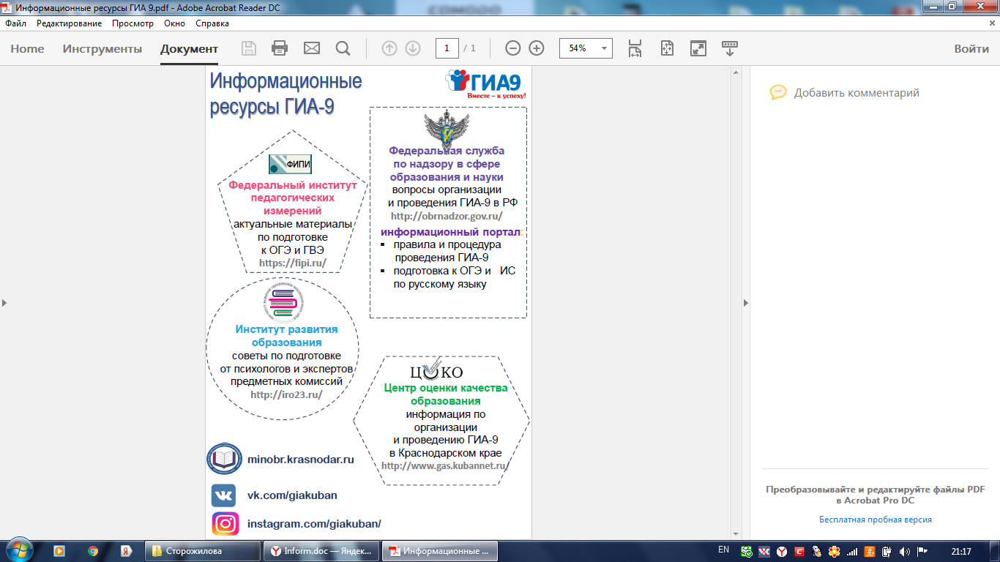 Информационные ресурсы ГИА 9.pdf - Adobe Acrobat Reader DC
Файл Редактирование Просмотр Окно Справка
Home Инструменты Документ 1 / 1 54% Войти
Информационные
ресурсы ГИА-9
ГИА9
Вместе – к успеху!
ФИПИ
Федеральный институт
педагогических
измерений
актуальные материалы
по подготовке
к ОГЭ и ГВЭ
https://fipi.ru/
Федеральная служба
по надзору в сфере
образования и науки
вопросы организации
и проведения ГИА-9 в РФ
http://obrnadzor.gov.ru/
информационный портал:
▪ правила и процедура
проведения ГИА-9
▪ подготовка к ОГЭ и ИС
по русскому языку
Институт развития
образования
советы по подготовке
от психологов и экспертов
предметных комиссий
http://iro23.ru/
ЦОКО
Центр оценки качества
образования
информация по
организации
и проведению ГИА-9
в Краснодарском крае
http://www.gas.kubannet.ru/
minobr.krasnodar.ru
vk.com/giakuban
instagram.com/giakuban/
Добавить комментарий
Преобразовывайте и редактируйте файлы PDF
в Acrobat Pro DC
Бесплатная пробная версия
Сторожилова
Inform.doc — Яндек...
Информационные ...
EN
21:17